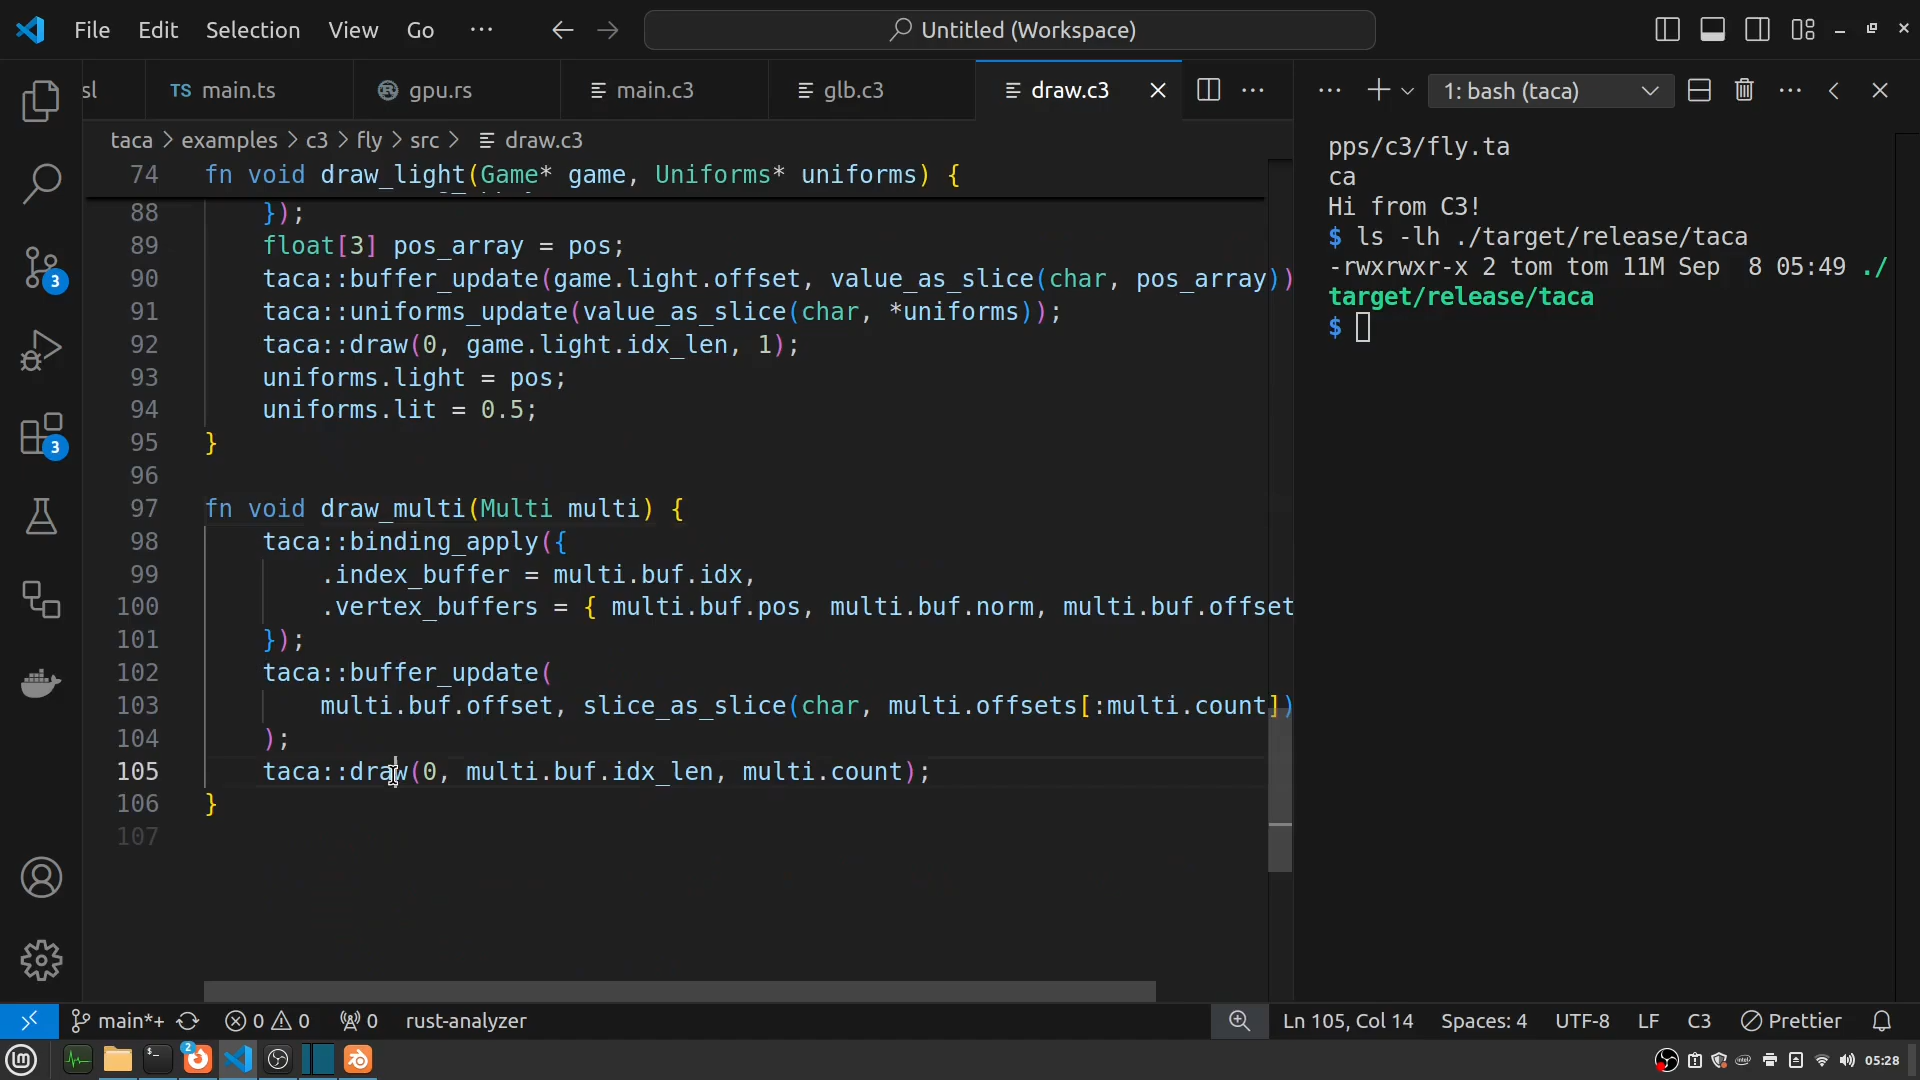 File Edit Selection View Go ··· Untitled (Workspace)
sl TS main.ts gpu.rs main.c3 glb.c3 draw.c3 1: bash (taca)
taca > examples > c3 > fly > src > draw.c3
74 fn void draw_light(Game* game, Uniforms* uniforms) {
88 });
89 float[3] pos_array = pos;
90 taca::buffer_update(game.light.offset, value_as_slice(char, pos_array))
91 taca::uniforms_update(value_as_slice(char, *uniforms));
92 taca::draw(0, game.light.idx_len, 1);
93 uniforms.light = pos;
94 uniforms.lit = 0.5;
95 }
96
97 fn void draw_multi(Multi multi) {
98 taca::binding_apply({
99 .index_buffer = multi.buf.idx,
100 .vertex_buffers = { multi.buf.pos, multi.buf.norm, multi.buf.offset
101 });
102 taca::buffer_update(
103 multi.buf.offset, slice_as_slice(char, multi.offsets[:multi.count])
104 );
105 taca::draw(0, multi.buf.idx_len, multi.count);
106 }
107
pps/c3/fly.ta
ca
Hi from C3!
$ ls -lh ./target/release/taca
-rwxrwxr-x 2 tom tom 11M Sep  8 05:49 ./
target/release/taca
$
3
3
main*+ 0 0 0 rust-analyzer Ln 105, Col 14 Spaces: 4 UTF-8 LF C3 Prettier
2 05:28